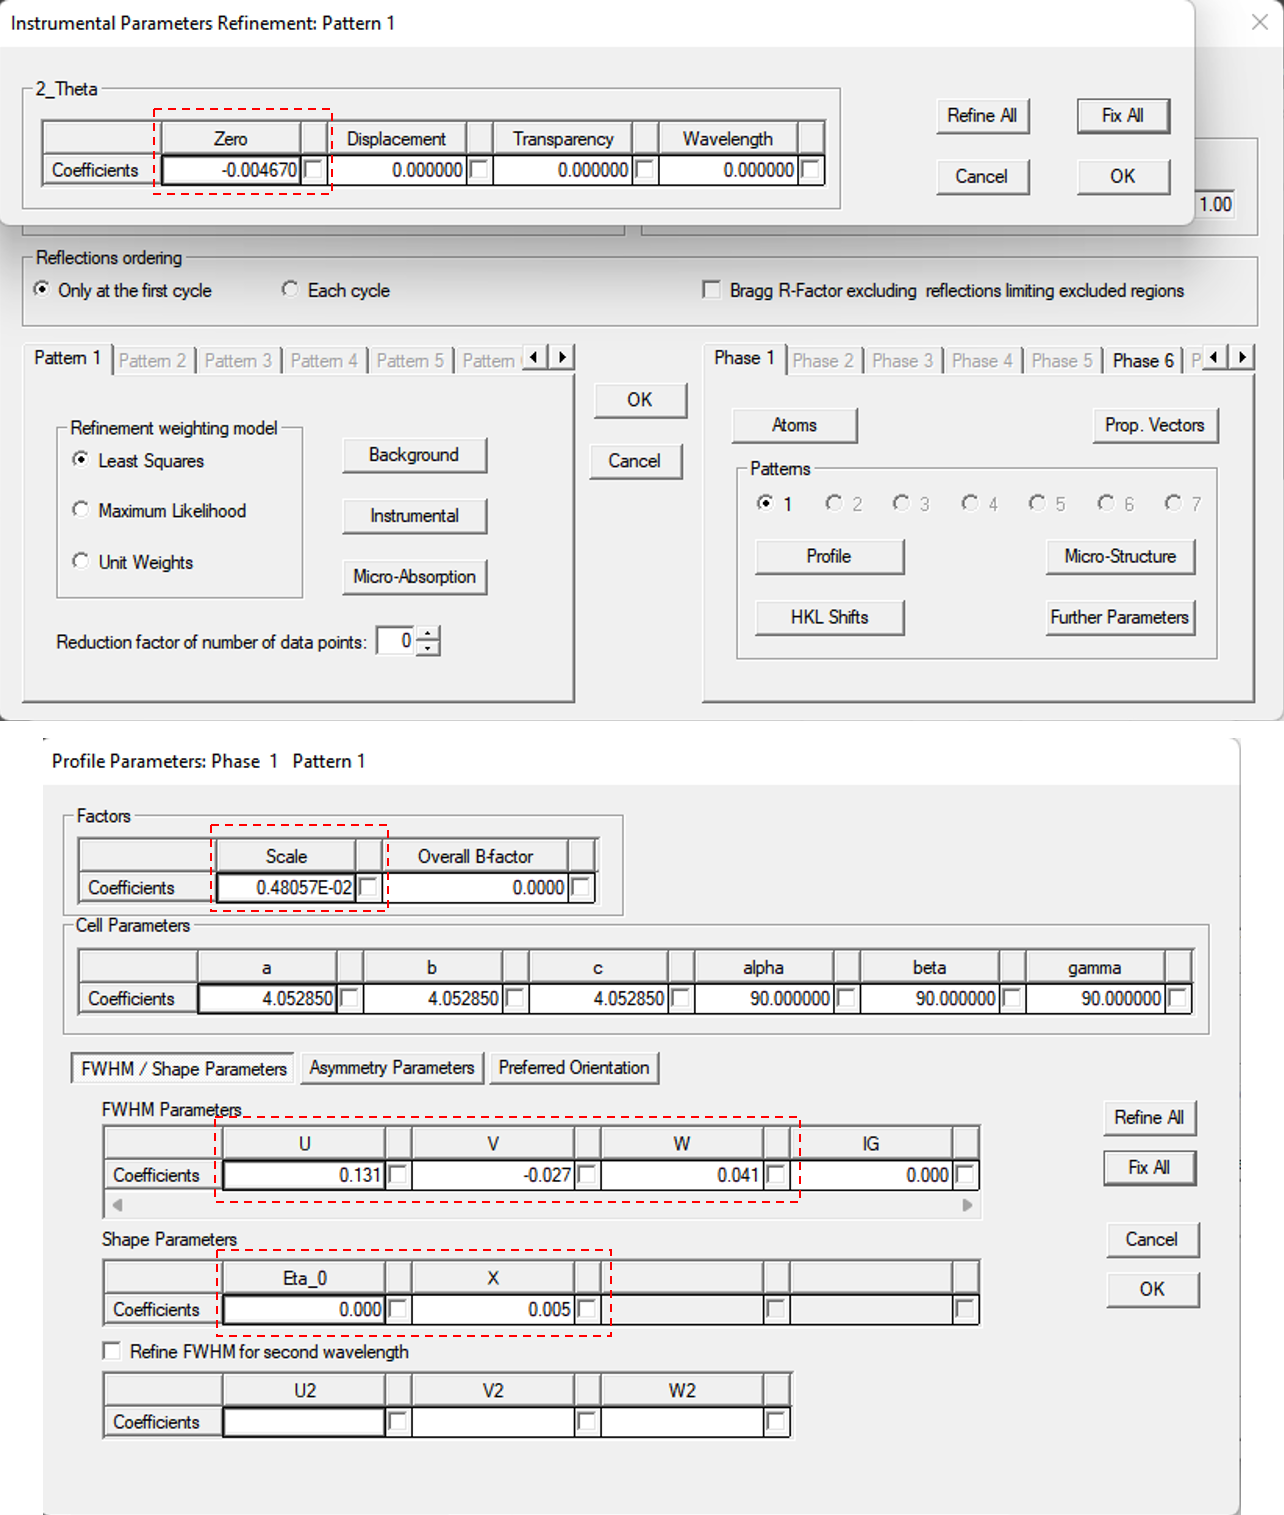 Instrumental Parameters Refinement: Pattern 1
2_Theta
Zero Displacement Transparency Wavelength
Coefficients -0.004670 0.000000 0.000000 0.000000
Refine All Fix All
Cancel OK
1.00
Reflections ordering
Only at the first cycle Each cycle Bragg R-Factor excluding reflections limiting excluded regions
Pattern 1 Pattern 2 Pattern 3 Pattern 4 Pattern 5 Pattern
Phase 1 Phase 2 Phase 3 Phase 4 Phase 5 Phase 6 P
Refinement weighting model
Least Squares
Maximum Likelihood
Unit Weights
Background
Instrumental
Micro-Absorption
Reduction factor of number of data points: 0
OK
Cancel
Atoms Prop. Vectors
Patterns
1 2 3 4 5 6 7
Profile Micro-Structure
HKL Shifts Further Parameters
Profile Parameters: Phase 1 Pattern 1
Factors
Scale Overall B-factor
Coefficients 0.48057E-02 0.0000
Cell Parameters
a b c alpha beta gamma
Coefficients 4.052850 4.052850 4.052850 90.000000 90.000000 90.000000
FWHM / Shape Parameters Asymmetry Parameters Preferred Orientation
FWHM Parameters
U V W IG
Coefficients 0.131 -0.027 0.041 0.000
Shape Parameters
Eta_0 X
Coefficients 0.000 0.005
Refine FWHM for second wavelength
U2 V2 W2
Coefficients
Refine All
Fix All
Cancel
OK